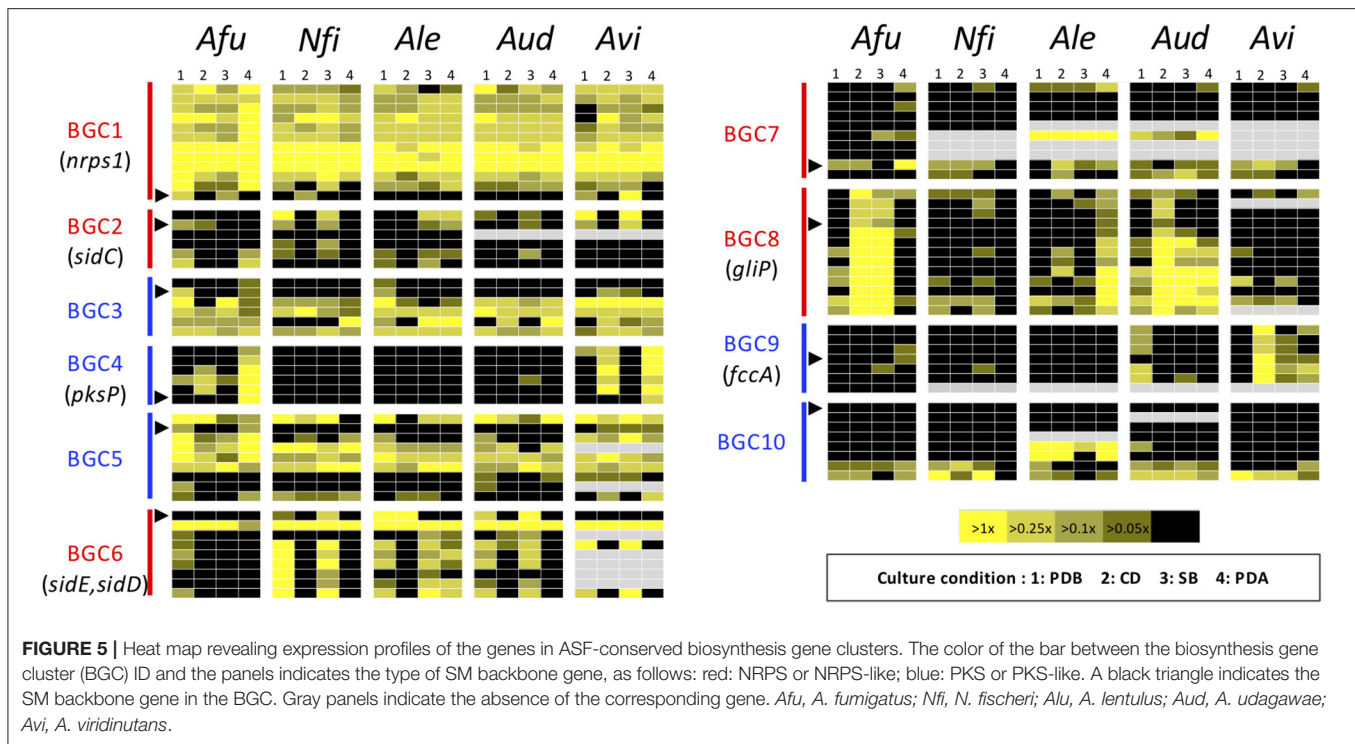 Afu Nfi Ale Aud Avi
1 2 3 4 1 2 3 4 1 2 3 4 1 2 3 4 1 2 3 4
BGC1
(nrps1)
BGC2
(sidC)
BGC3
BGC4
(pksP)
BGC5
BGC6
(sidE,sidD)
Afu Nfi Ale Aud Avi
1 2 3 4 1 2 3 4 1 2 3 4 1 2 3 4 1 2 3 4
BGC7
BGC8
(gliP)
BGC9
(fccA)
BGC10
>1x >0.25x >0.1x >0.05x
Culture condition : 1: PDB 2: CD 3: SB 4: PDA
FIGURE 5 | Heat map revealing expression profiles of the genes in ASF-conserved biosynthesis gene clusters. The color of the bar between the biosynthesis gene
cluster (BGC) ID and the panels indicates the type of SM backbone gene, as follows: red: NRPS or NRPS-like; blue: PKS or PKS-like. A black triangle indicates the
SM backbone gene in the BGC. Gray panels indicate the absence of the corresponding gene. Afu, A. fumigatus; Nfi, N. fischeri; Alu, A. lentulus; Aud, A. udagawae;
Avi, A. viridinutans.